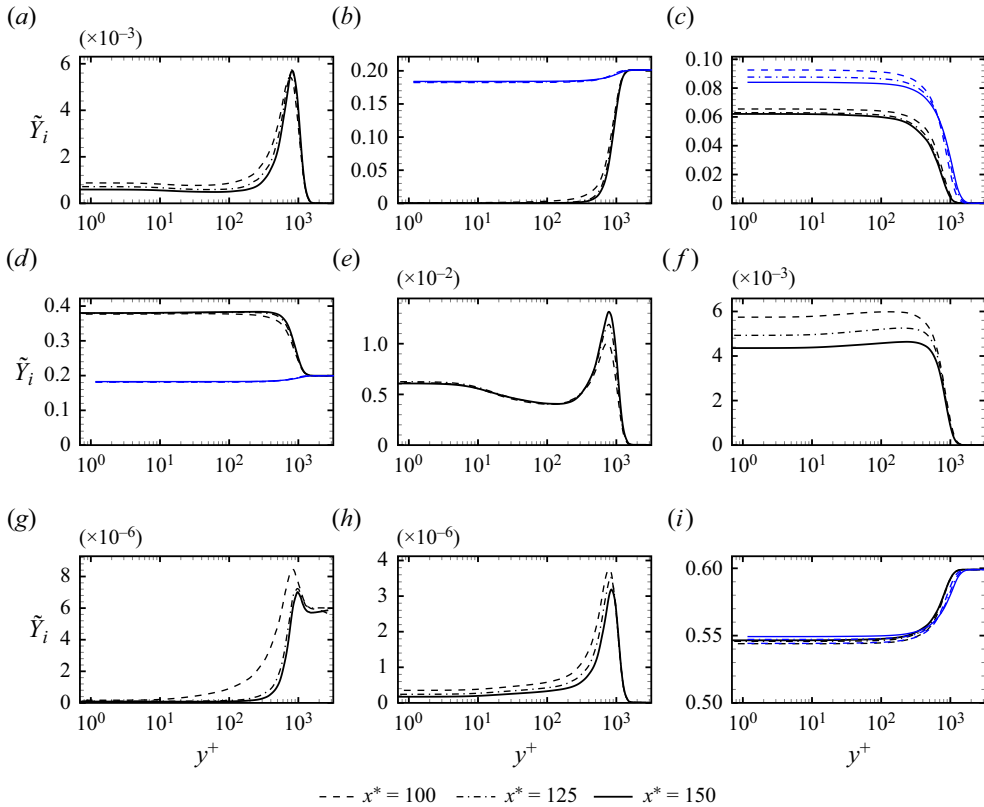 (a) (b) (c)
(×10–3)
6 4 2 0
Ỹi
0.20 0.15 0.10 0.05 0
0.10 0.08 0.06 0.04 0.02 0
100 101 102 103
100 101 102 103
100 101 102 103
(d) (e) (f)
(×10–2) (×10–3)
0.4 0.3 0.2 0.1 0
Ỹi
1.0 0.5 0
6 4 2 0
100 101 102 103
100 101 102 103
100 101 102 103
(g) (h) (i)
(×10–6) (×10–6)
8 6 4 2 0
Ỹi
4 3 2 1 0
0.60 0.55 0.50
100 101 102 103
100 101 102 103
100 101 102 103
y+ y+ y+
x* = 100 x* = 125 x* = 150